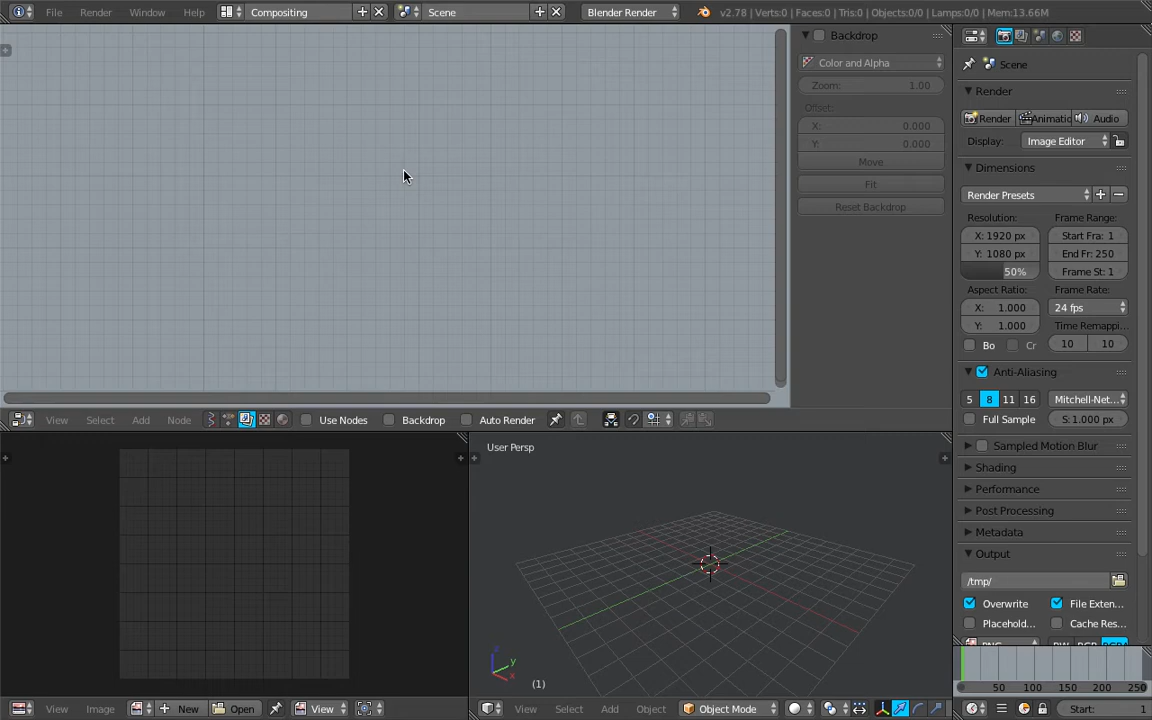 File Render Window Help Compositing Scene Blender Render v2.78 | Verts:0 | Faces:0 | Tris:0 | Objects:0/0 | Lamps:0/0 | Mem:13.66M
Backdrop
Color and Alpha
Zoom: 1.00
Offset:
X: 0.000
Y: 0.000
Move
Fit
Reset Backdrop
Scene
Render
Render Animatic Audio
Display: Image Editor
Dimensions
Render Presets
Resolution: Frame Range:
X: 1920 px Start Fra: 1
Y: 1080 px End Fr: 250
50% Frame St: 1
Aspect Ratio: Frame Rate:
X: 1.000 24 fps
Y: 1.000 Time Remappi...
Bo Cr 10 10
Anti-Aliasing
5 8 11 16 Mitchell-Net...
Full Sample S: 1.000 px
Sampled Motion Blur
Shading
Performance
Post Processing
Metadata
Output
/tmp/
Overwrite File Exten...
Placehold... Cache Res...
View Select Add Node Use Nodes Backdrop Auto Render
User Persp
z
y
x
(1)
50 100 150 200 250
View Image New Open View
View Select Add Object Object Mode
Start: 1